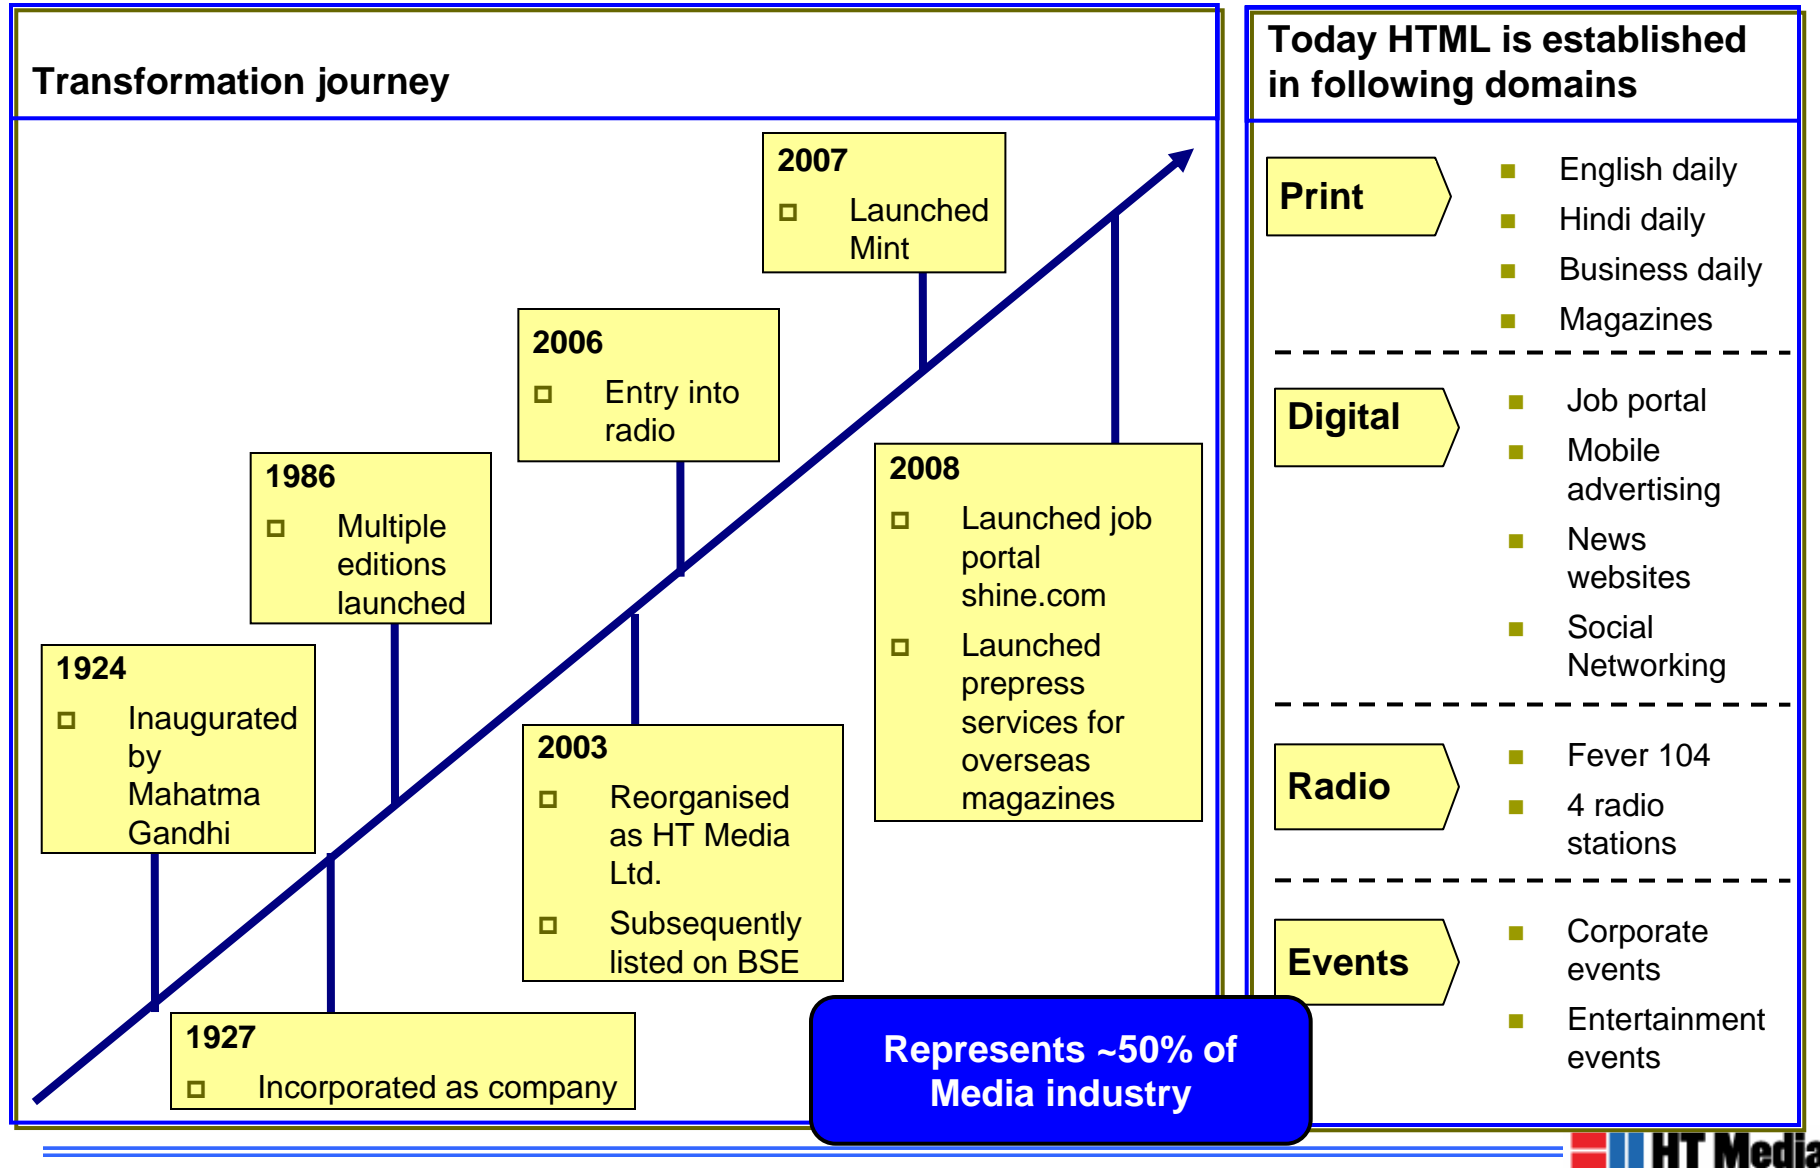 Transformation journey
2007
Launched
Mint
2006
Entry into
radio
1986
Multiple
editions
launched
1924
Inaugurated
by
Mahatma
Gandhi
1927
Incorporated as company
2003
Reorganised
as HT Media
Ltd.
Subsequently
listed on BSE
2008
Launched job
portal
shine.com
Launched
prepress
services for
overseas
magazines
Represents ~50% of
Media industry
Today HTML is established
in following domains
Print
English daily
Hindi daily
Business daily
Magazines
Digital
Job portal
Mobile
advertising
News
websites
Social
Networking
Radio
Fever 104
4 radio
stations
Events
Corporate
events
Entertainment
events
HT Media